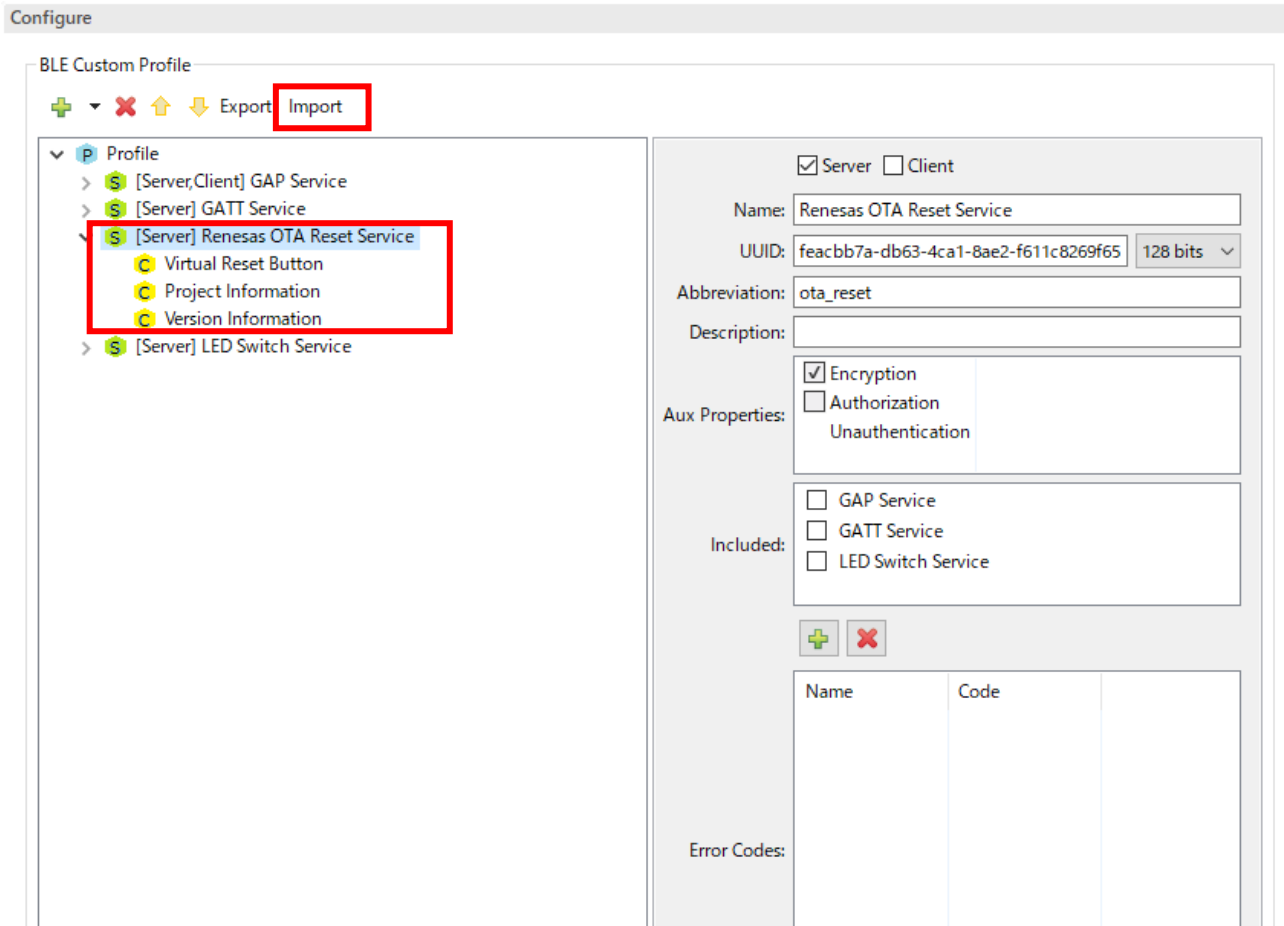 Configure
BLE Custom Profile
Export Import
P Profile
S [Server,Client] GAP Service
S [Server] GATT Service
S [Server] Renesas OTA Reset Service
C Virtual Reset Button
C Project Information
C Version Information
S [Server] LED Switch Service
Server Client
Name: Renesas OTA Reset Service
UUID: feacbb7a-db63-4ca1-8ae2-f611c8269f65 128 bits
Abbreviation: ota_reset
Description:
Aux Properties:
Encryption
Authorization
Unauthentication
Included:
GAP Service
GATT Service
LED Switch Service
Name Code
Error Codes: